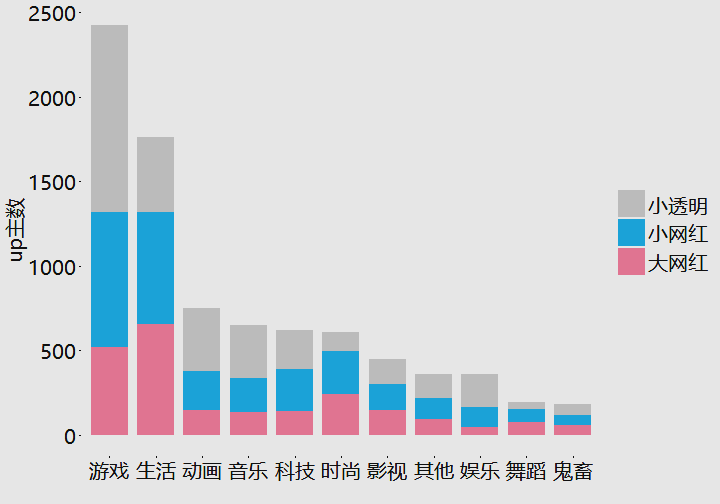 2500
2000
1500
1000
500
0
up主数
游戏 生活 动画 音乐 科技 时尚 影视 其他 娱乐 舞蹈 鬼畜
小透明
小网红
大网红